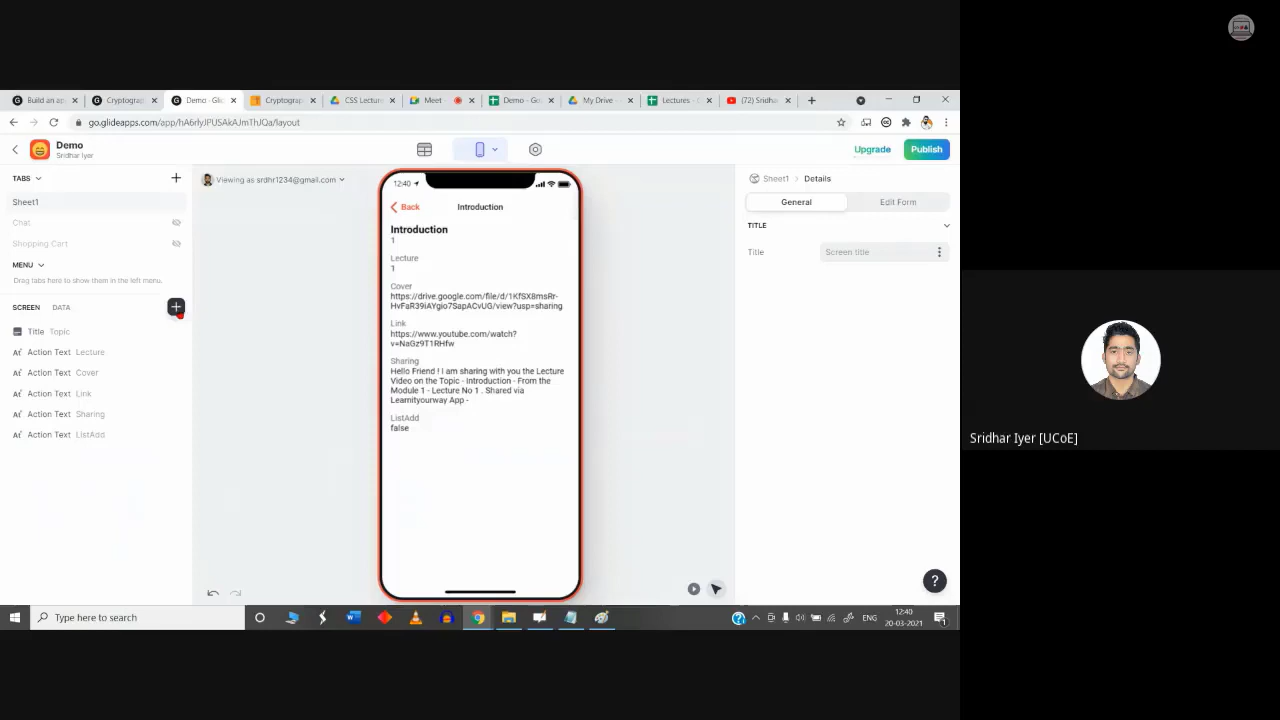 Build an ap
Cryptograp
Demo - Gli
Cryptograp
CSS Lecture
Meet
Demo - Go
My Drive -
Lectures -
(72) Sridha
go.glideapps.com/app/hA6rlyJPUSAkAJmThJQa/layout
Demo
Sridhar Iyer
Upgrade
Publish
TABS
Sheet1
Chat
Shopping Cart
MENU
Drag tabs here to show them in the left menu.
SCREEN DATA
Title Topic
Action Text Lecture
Action Text Cover
Action Text Link
Action Text Sharing
Action Text ListAdd
Viewing as srdhr1234@gmail.com
12:40
Back
Introduction
Introduction
1
Lecture
1
Cover
https://drive.google.com/file/d/1KfSX8msRr-
HvFaR39iAYgio7SapACvUG/view?usp=sharing
Link
https://www.youtube.com/watch?
v=NaGz9T1RHfw
Sharing
Hello Friend ! I am sharing with you the Lecture
Video on the Topic - Introduction - From the
Module 1 - Lecture No 1 . Shared via
Learnityourway App -
ListAdd
false
Sheet1 > Details
General
Edit Form
TITLE
Title
Screen title
?
Type here to search
ENG
12:40
20-03-2021
Sridhar Iyer [UCoE]